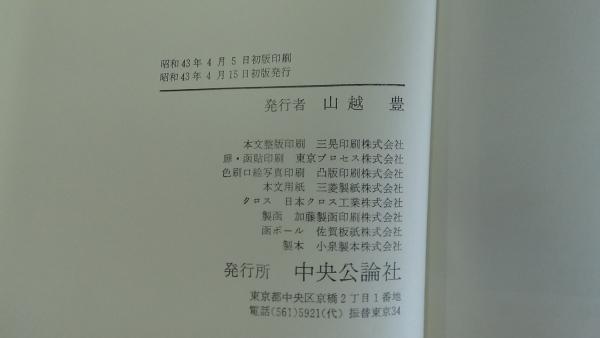 昭和43年4月5日初版印刷
昭和43年4月15日初版発行
発行者 山越 豊
本文整版印刷 三晃印刷株式会社
扉・函貼印刷 東京プロセス株式会社
色刷口絵写真印刷 凸版印刷株式会社
本文用紙 三菱製紙株式会社
クロス 日本クロス工業株式会社
製函 加藤製函印刷株式会社
函ボール 佐賀板紙株式会社
製本 小泉製本株式会社
発行所 中央公論社
東京都中央区京橋2丁目1番地
電話(561)5921(代) 振替東京34